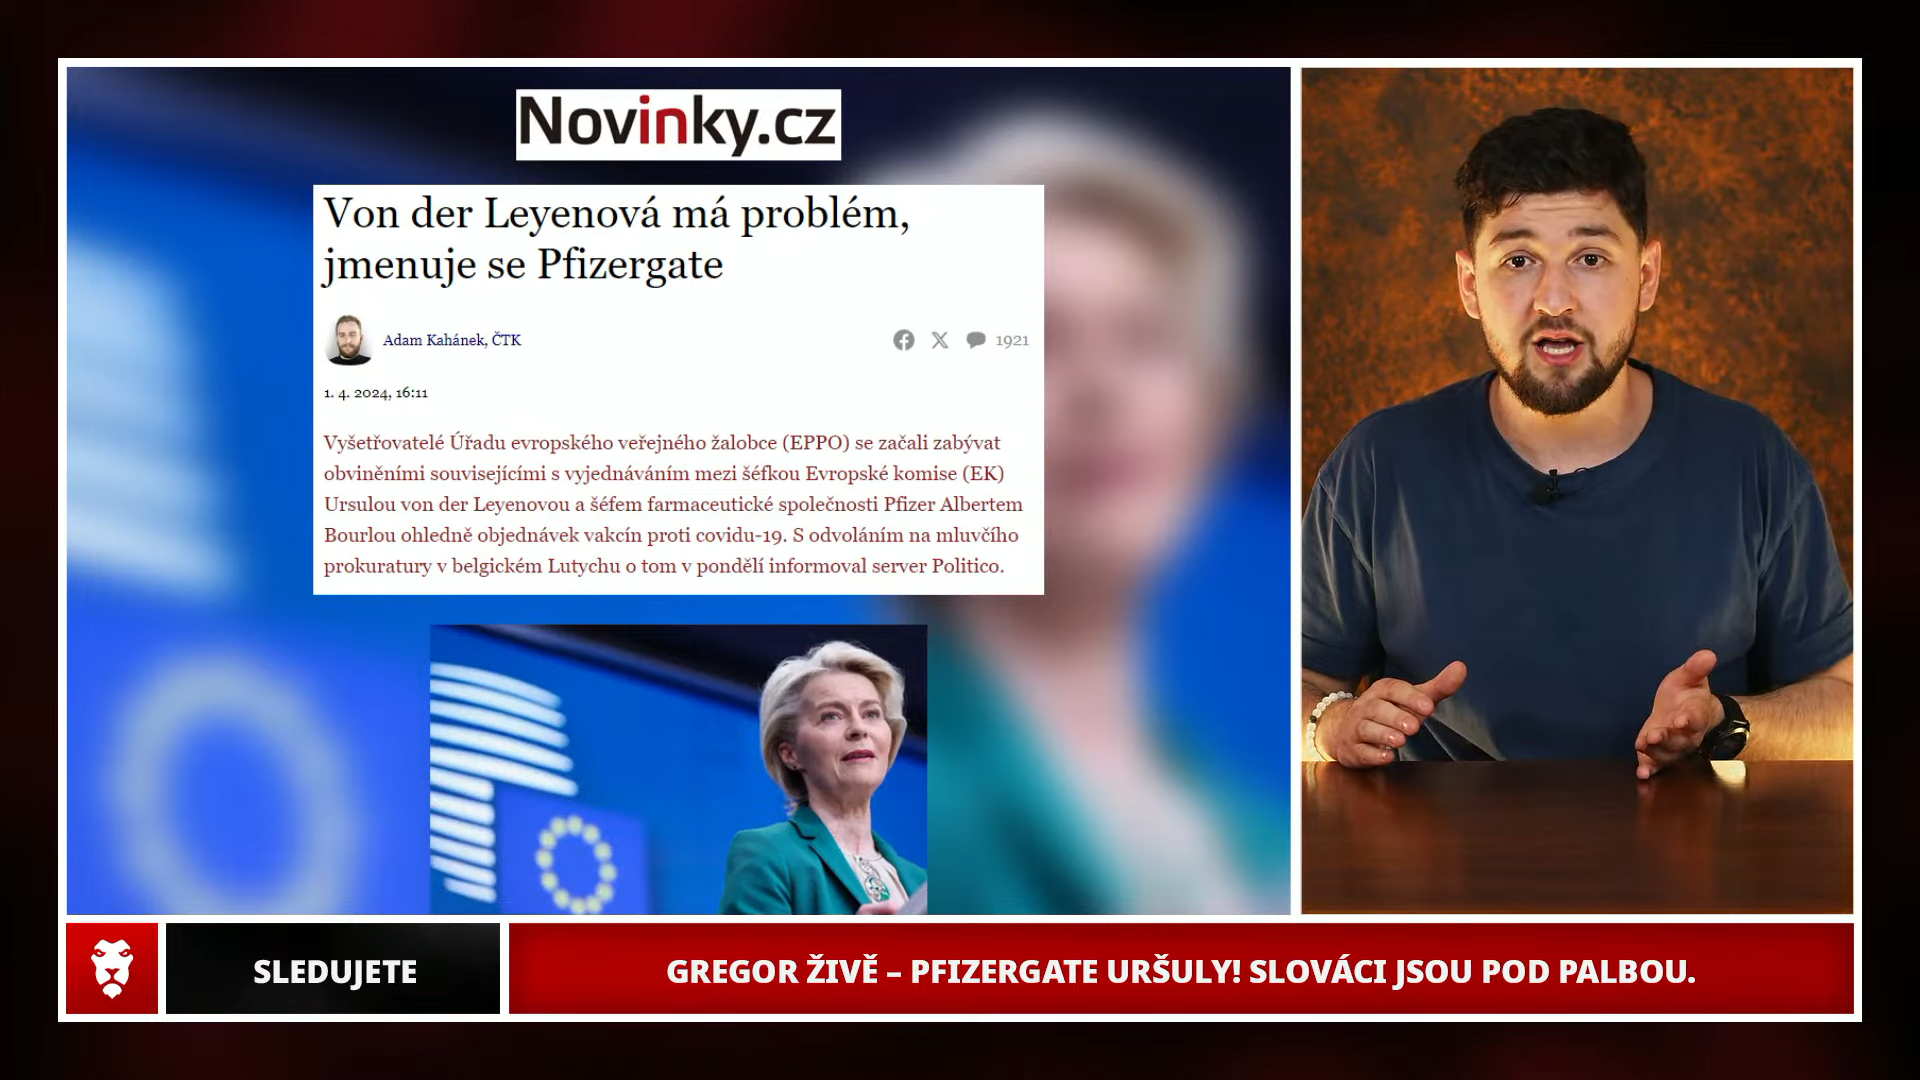 Novinky.cz
Von der Leyenová má problém,
jmenuje se Pfizergate
Adam Kahánek, ČTK
1921
1. 4. 2024, 16:11
Vyšetřovatelé Úřadu evropského veřejného žalobce (EPPO) se začali zabývat
obviněními souvisejícími s vyjednáváním mezi šéfkou Evropské komise (EK)
Ursulou von der Leyenovou a šéfem farmaceutické společnosti Pfizer Albertem
Bourlou ohledně objednávek vakcín proti covidu-19. S odvoláním na mluvčího
prokuratury v belgickém Lutychu o tom v pondělí informoval server Politico.
SLEDUJETE
GREGOR ŽIVĚ – PFIZERGATE URŠULY! SLOVÁCI JSOU POD PALBOU.